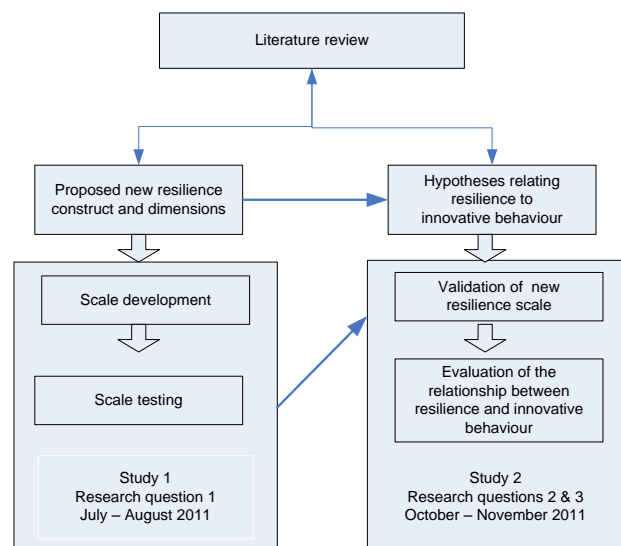 Literature review
Proposed new resilience
construct and dimensions
Hypotheses relating
resilience to
innovative behaviour
Scale development
Scale testing
Study 1
Research question 1
July – August 2011
Validation of new
resilience scale
Evaluation of the
relationship between
resilience and innovative
behaviour
Study 2
Research questions 2 & 3
October – November 2011